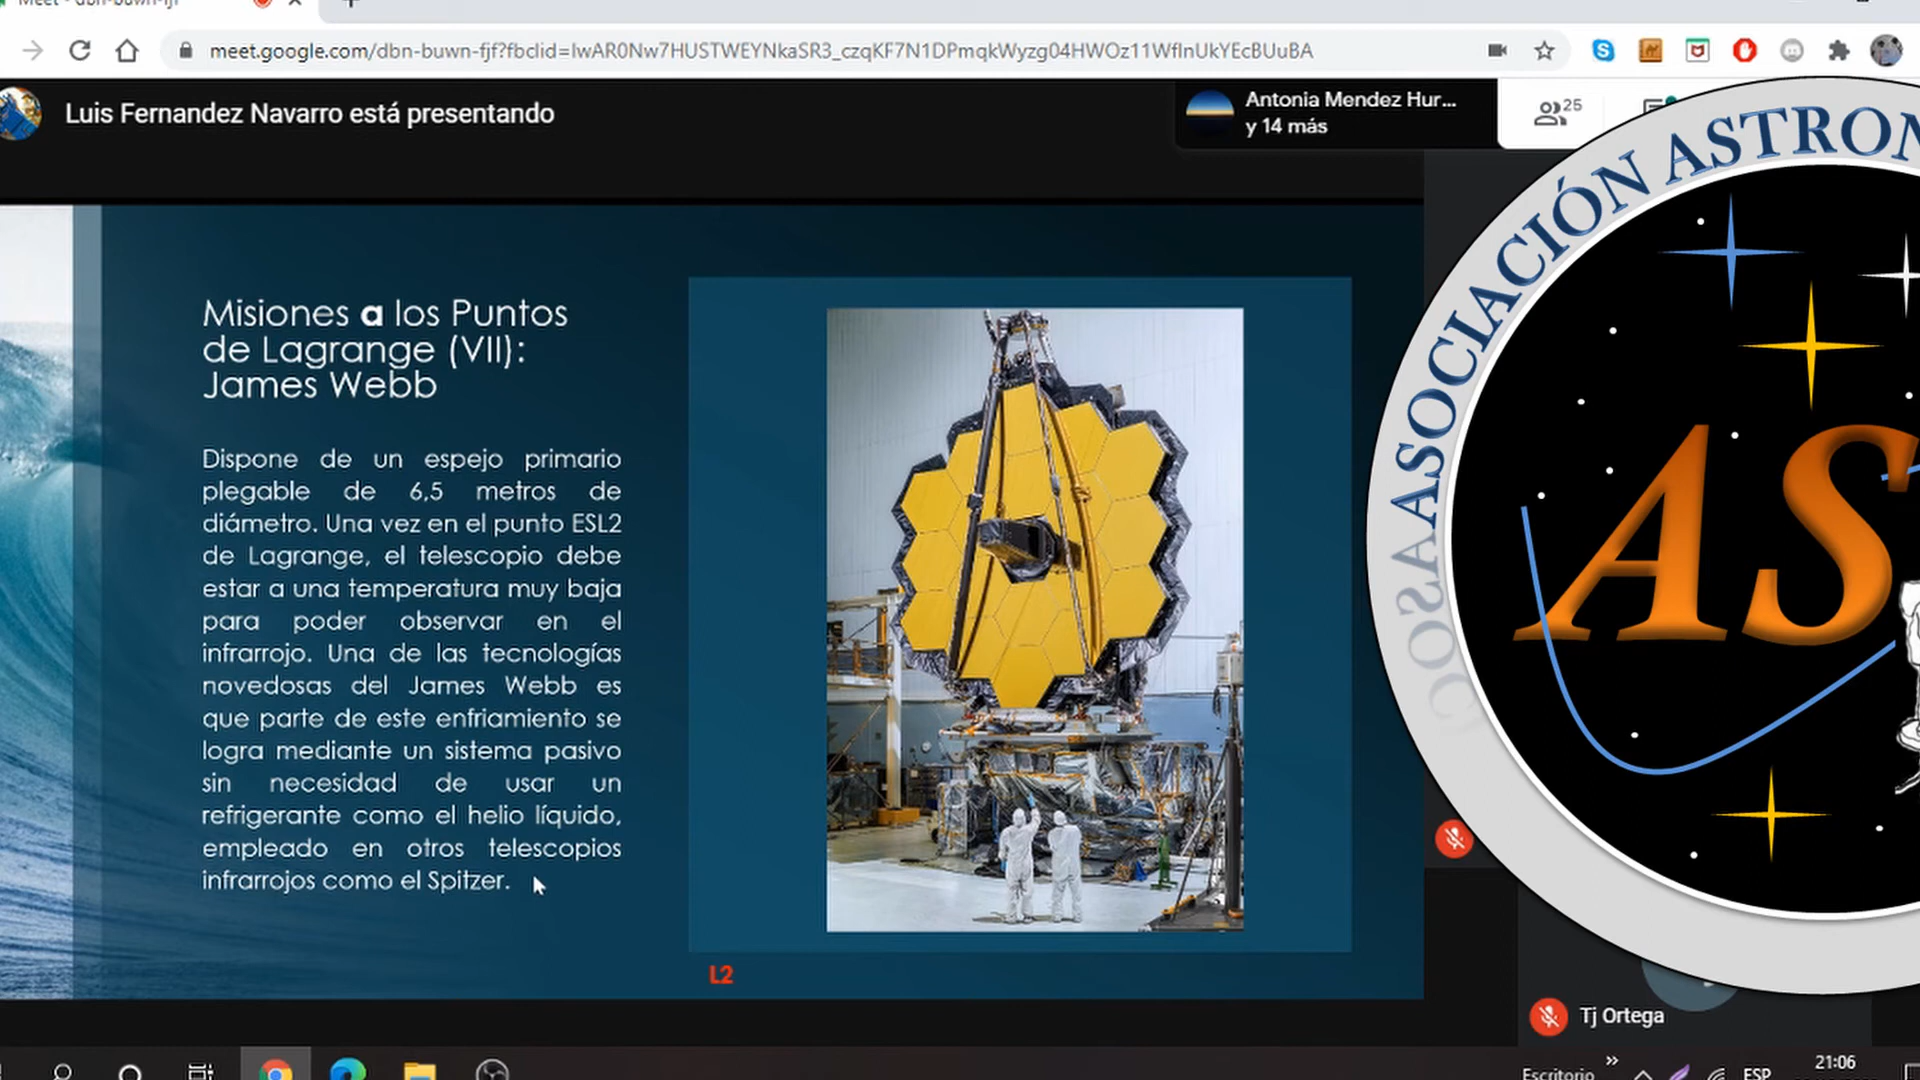 Meet - dbn-buwn-fjf
meet.google.com/dbn-buwn-fjf?fbclid=IwAR0Nw7HUSTWEYNkaSR3_czqKF7N1DPmqkWyzg04HWOz11WfInUkYEcBUuBA
Luis Fernandez Navarro está presentando
Antonia Mendez Hur...
y 14 más
25
ASOCIACIÓN ASTRON
Misiones a los Puntos
de Lagrange (VII):
James Webb
Dispone de un espejo primario
plegable de 6,5 metros de
diámetro. Una vez en el punto ESL2
de Lagrange, el telescopio debe
estar a una temperatura muy baja
para poder observar en el
infrarrojo. Una de las tecnologías
novedosas del James Webb es
que parte de este enfriamiento se
logra mediante un sistema pasivo
sin necesidad de usar un
refrigerante como el helio líquido,
empleado en otros telescopios
infrarrojos como el Spitzer.
L2
AS
Tj Ortega
Escritorio
ESP
21:06